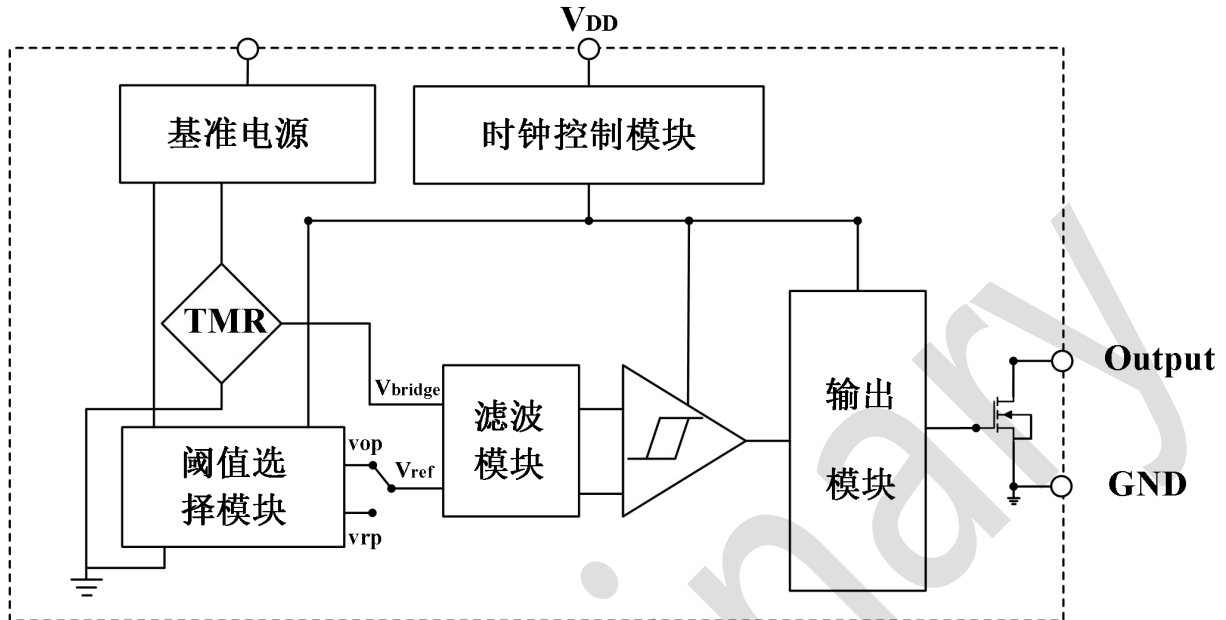 VDD
基准电源
时钟控制模块
TMR
Vbridge
滤波
模块
输出
模块
Output
阈值选
择模块
vop
Vref
vrp
GND
inary